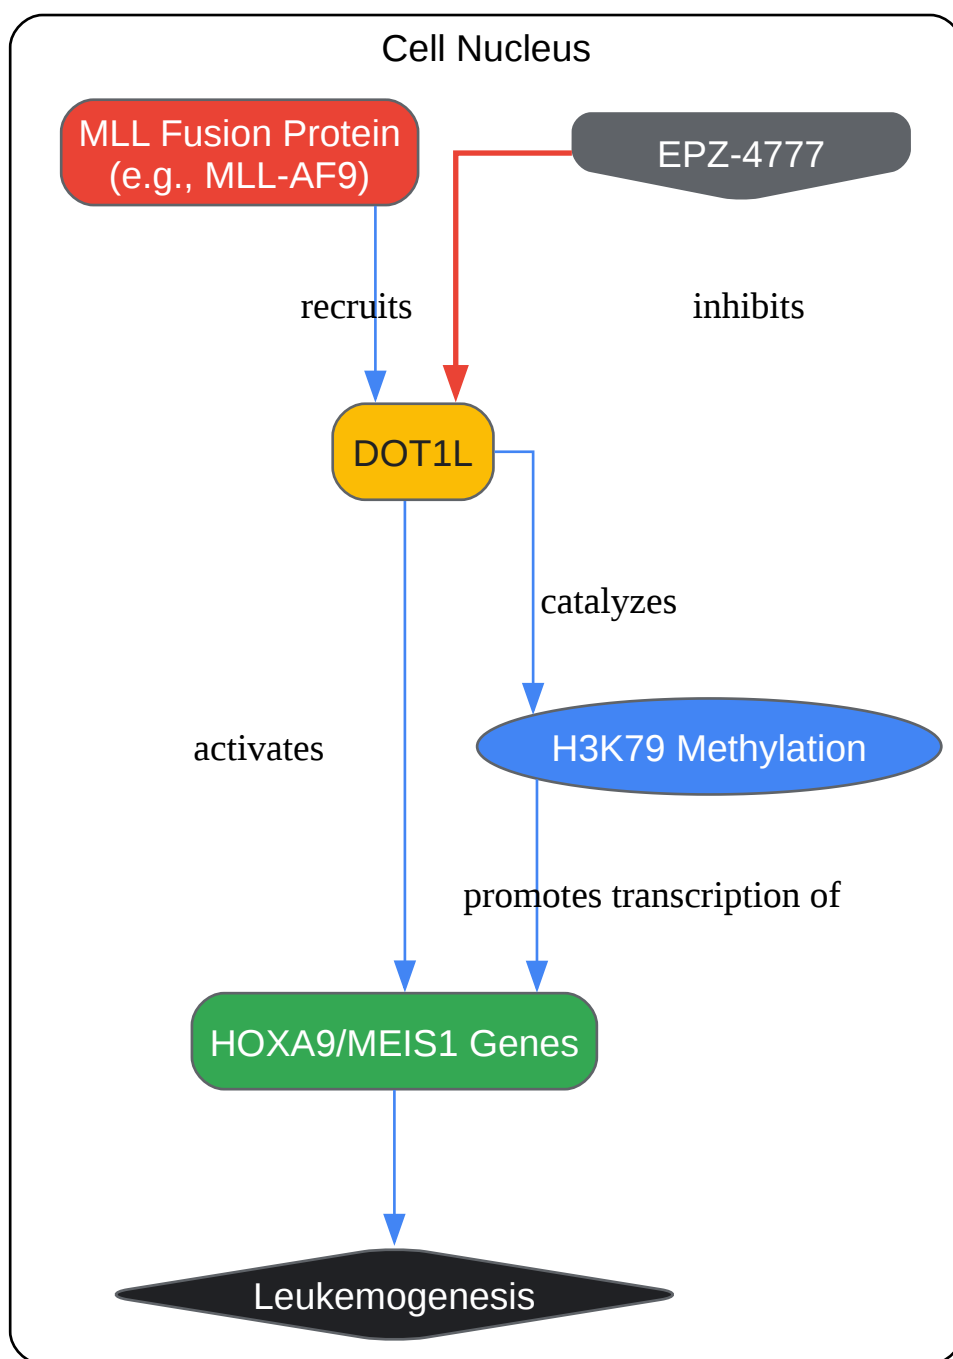 Cell Nucleus
MLL Fusion Protein
(e.g., MLL-AF9)
EPZ-4777
recruits
inhibits
DOT1L
catalyzes
activates
H3K79 Methylation
promotes transcription of
HOXA9/MEIS1 Genes
Leukemogenesis